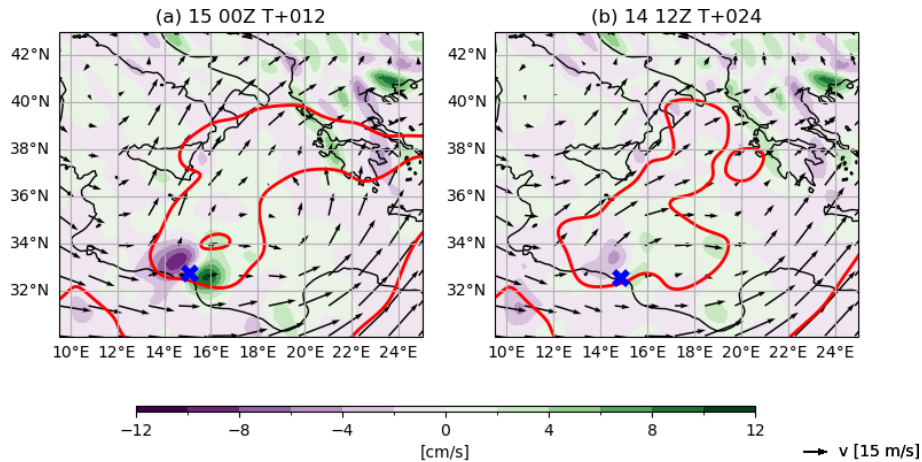 (a) 15 00Z T+012
(b) 14 12Z T+024
42°N
40°N
38°N
36°N
34°N
32°N
10°E 12°E 14°E 16°E 18°E 20°E 22°E 24°E
42°N
40°N
38°N
36°N
34°N
32°N
10°E 12°E 14°E 16°E 18°E 20°E 22°E 24°E
−12 −8 −4 0 4 8 12
[cm/s]
v [15 m/s]